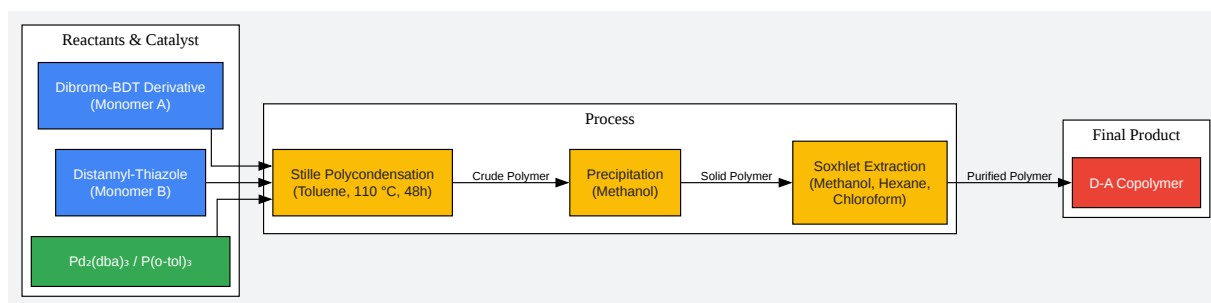 Reactants & Catalyst
Dibromo-BDT Derivative
(Monomer A)
Distannyl-Thiazole
(Monomer B)
Pd₂(dba)₃ / P(o-tol)₃
Process
Stille Polycondensation
(Toluene, 110 °C, 48h)
Crude Polymer
Precipitation
(Methanol)
Solid Polymer
Soxhlet Extraction
(Methanol, Hexane,
Chloroform)
Purified Polymer
Final Product
D-A Copolymer